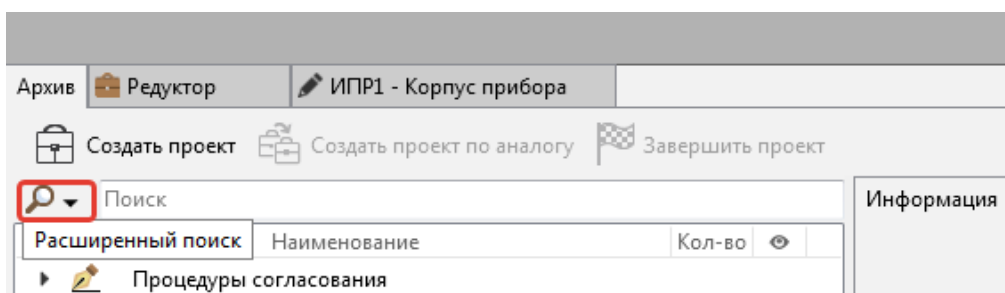 Архив Редуктор ИПР1 - Корпус прибора
Создать проект Создать проект по аналогу Завершить проект
Поиск Информация
Расширенный поиск Наименование Кол-во
Процедуры согласования